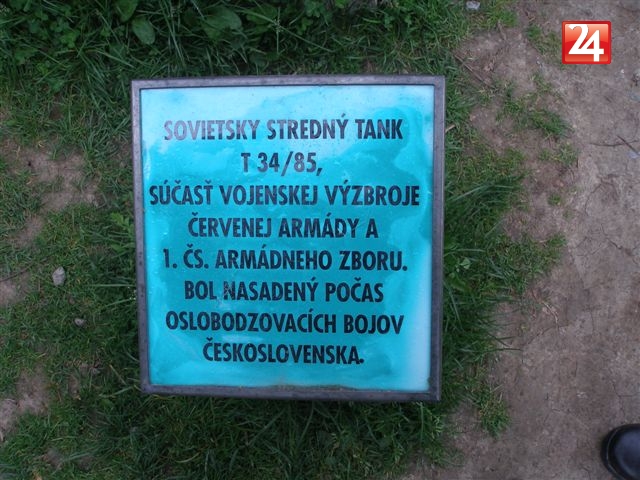 24
SOVIETSKY STREDNÝ TANK
T 34/85,
SÚČASŤ VOJENSKEJ VÝZBROJE
ČERVENEJ ARMÁDY A
1. ČS. ARMÁDNEHO ZBORU.
BOL NASADENÝ POČAS
OSLOBODZOVACÍCH BOJOV
ČESKOSLOVENSKA.